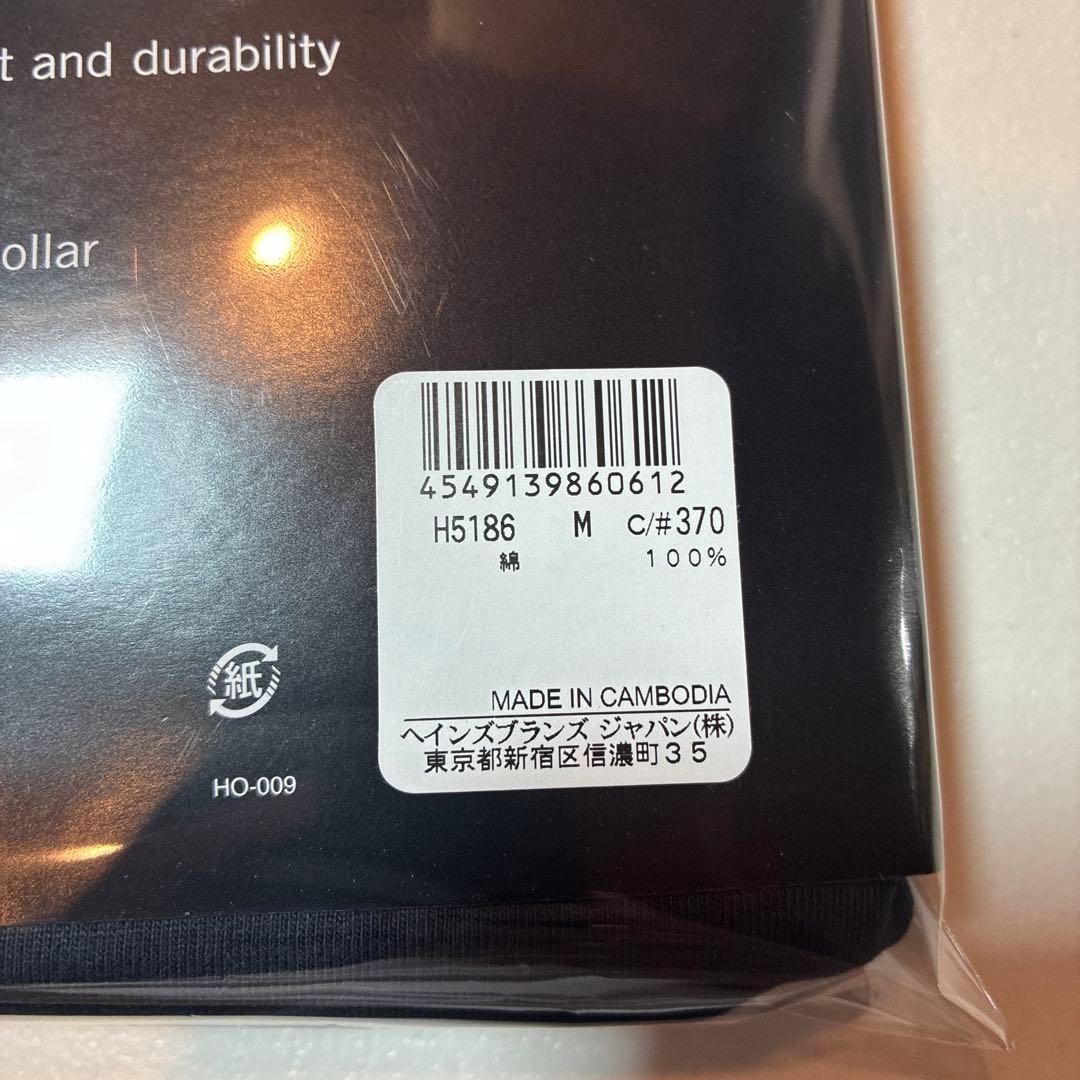 t and durability
ollar
4549139860612
H5186 M C/#370
綿 100%
紙
HO-009
MADE IN CAMBODIA
ヘインズブランズ ジャパン(株)
東京都新宿区信濃町35